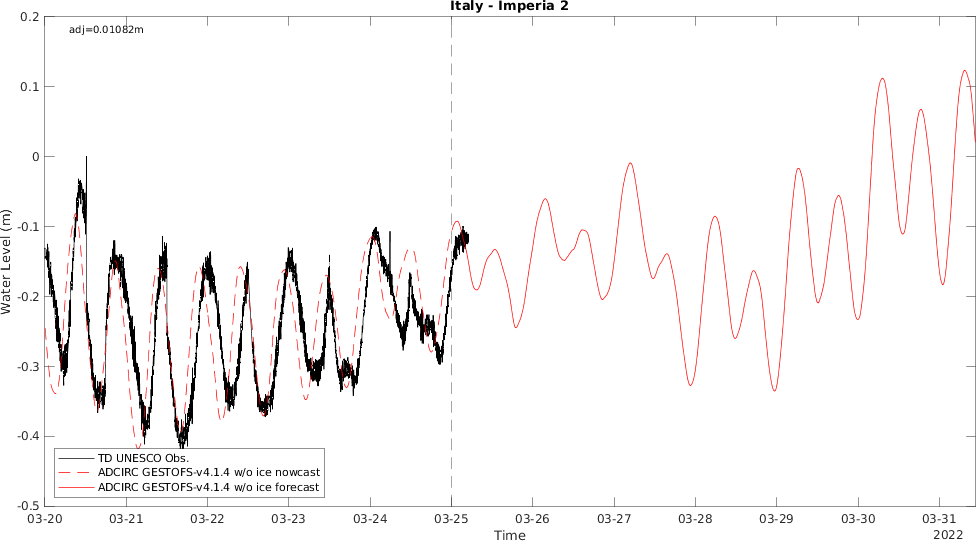 Italy - Imperia 2
adj=0.01082m
0.2
0.1
0
-0.1
-0.2
-0.3
-0.4
-0.5
Water Level (m)
TD UNESCO Obs.
ADCIRC GESTOFS-v4.1.4 w/o ice nowcast
ADCIRC GESTOFS-v4.1.4 w/o ice forecast
03-20 03-21 03-22 03-23 03-24 03-25 03-26 03-27 03-28 03-29 03-30 03-31
Time
2022